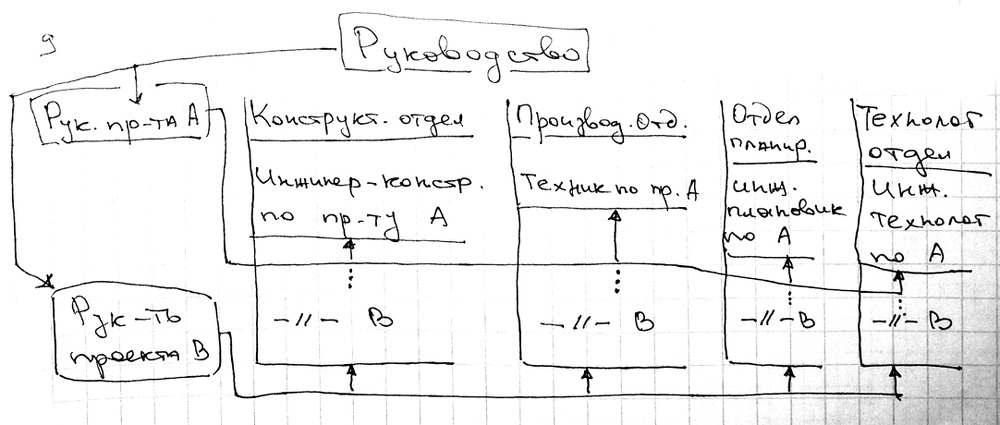 9
Руководство
Рук. пр-та А
Конструкт. отдел
Производ. Отд.
Отдел
планир.
Технолог
отдел
Инженер-констр.
по пр-ту А
Техник по пр. А
инж.
плановик
по А
Инж.
Технолог
по А
Рук-ть
проекта В
-//- В
-//- В
-//- В
-//- В